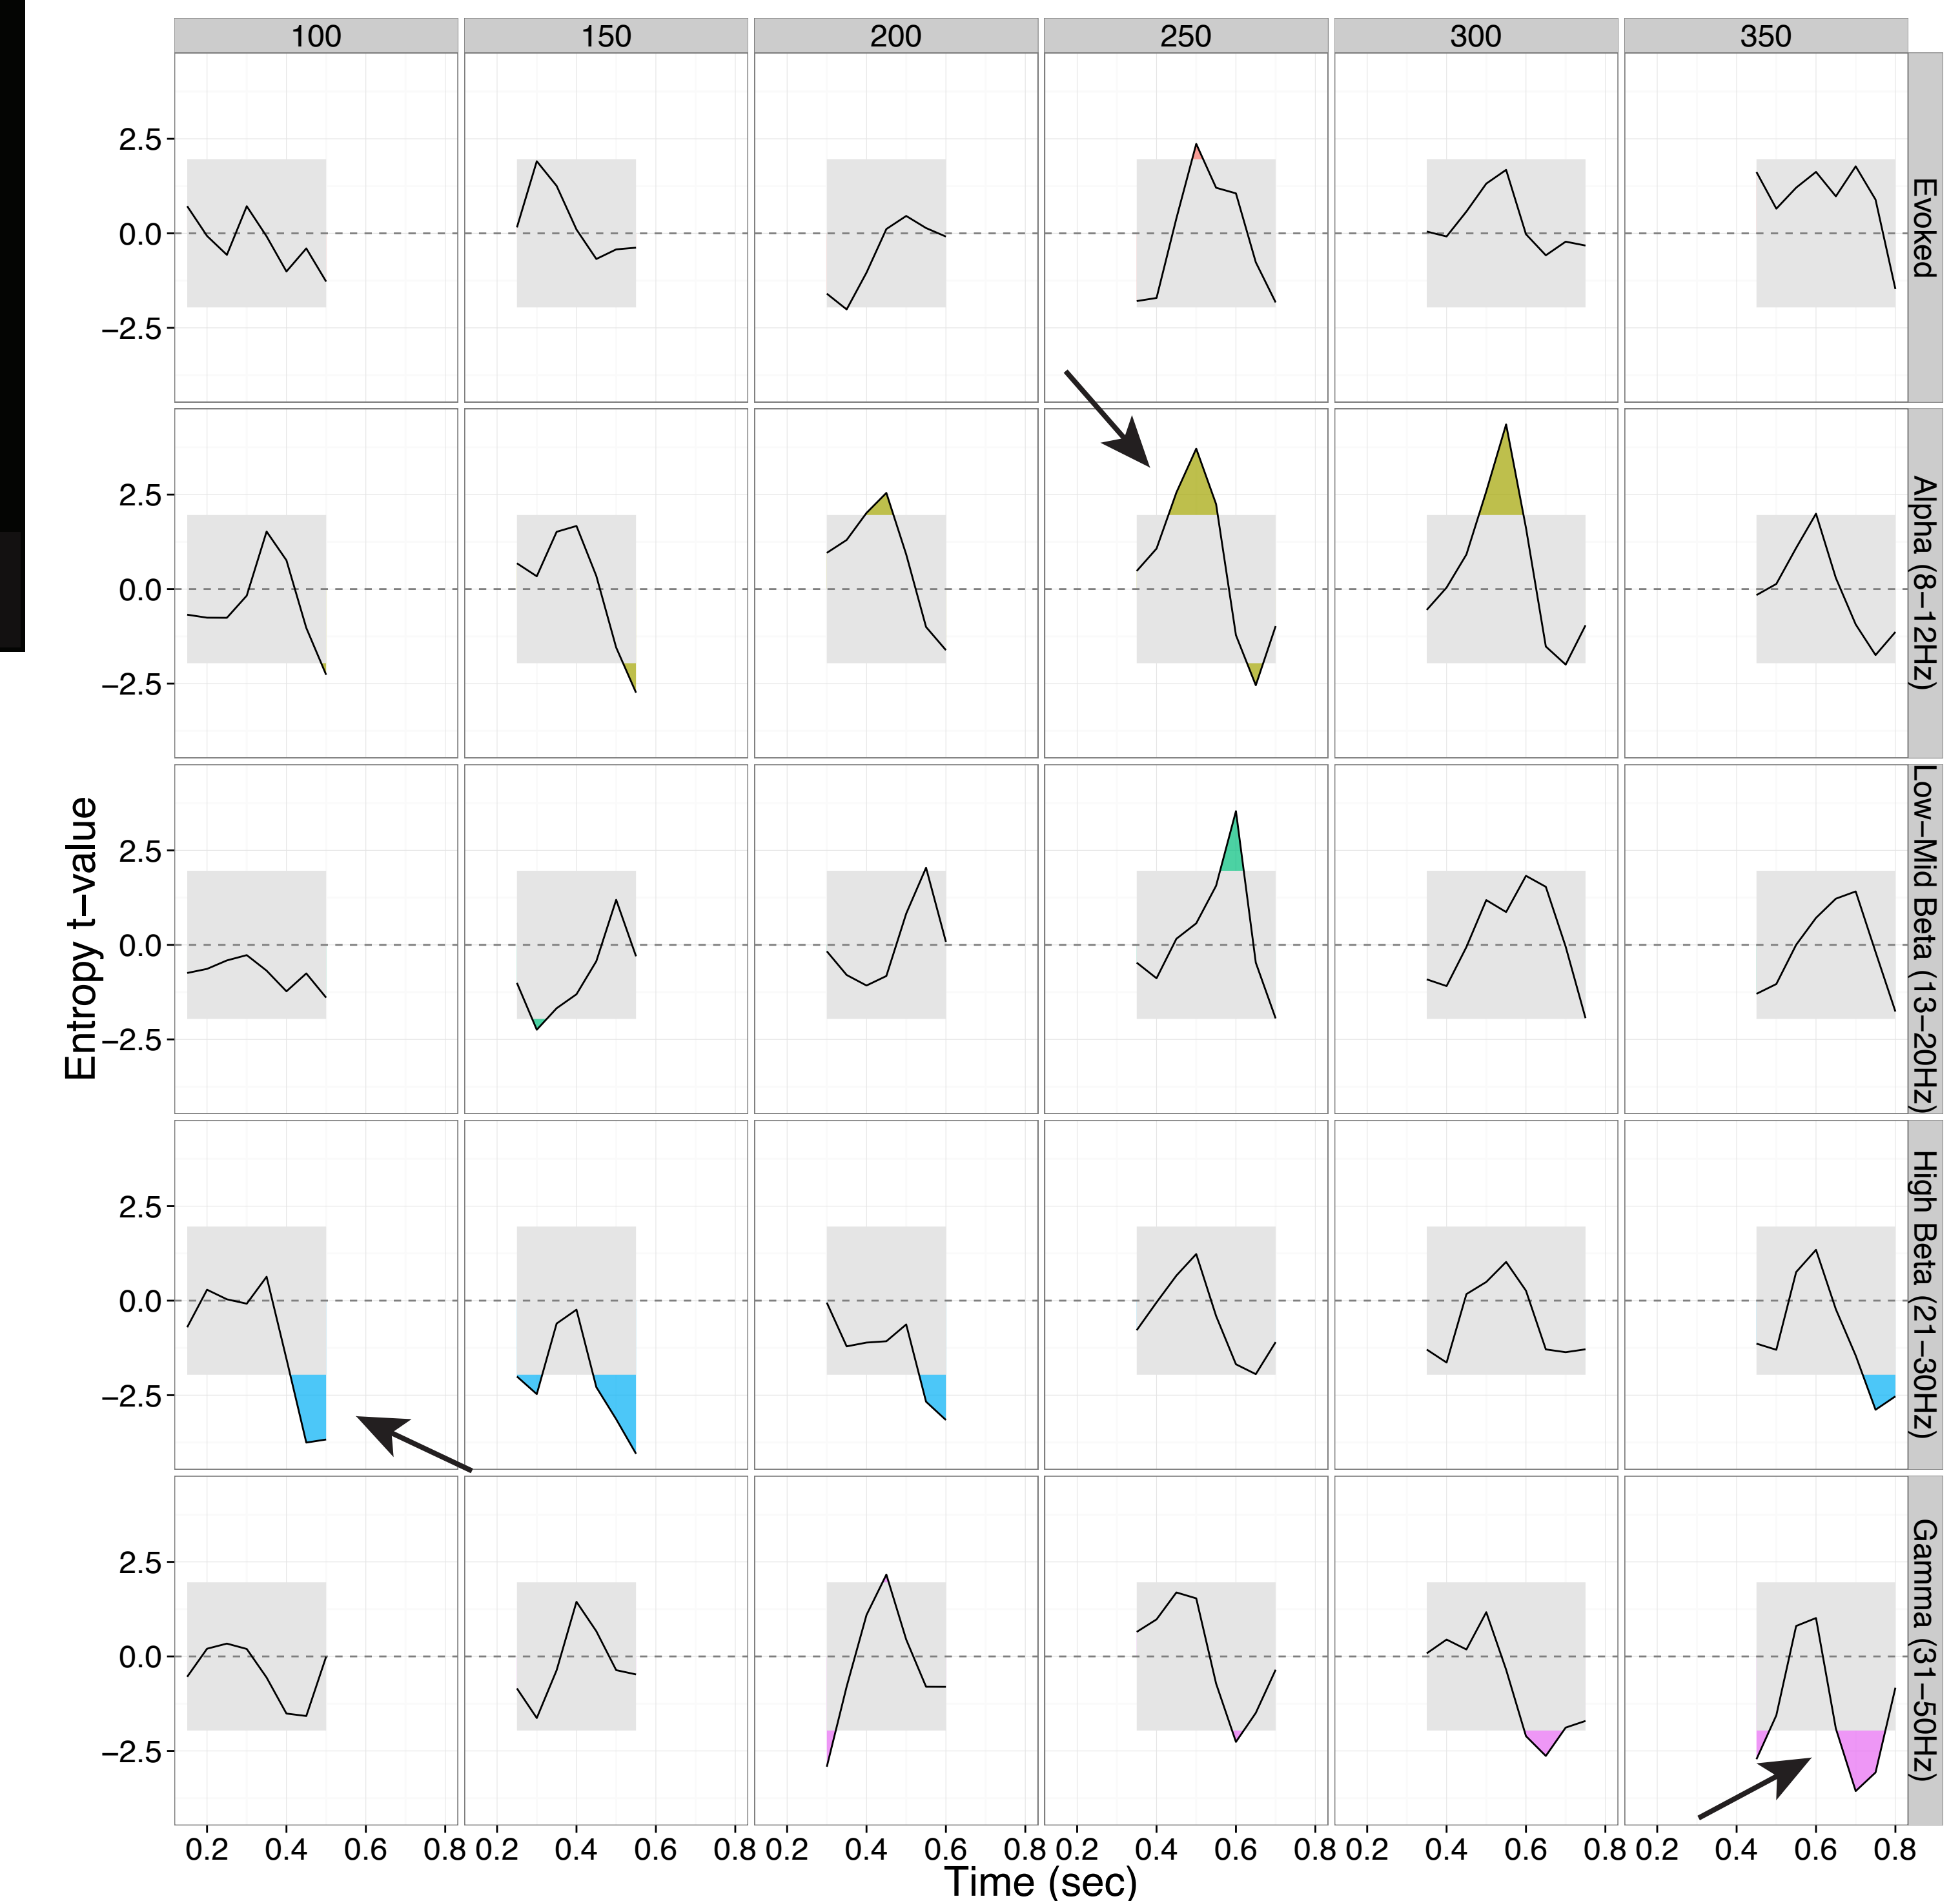 100 150 200 250 300 350
2.5
0.0
−2.5
Evoked
2.5
0.0
−2.5
Alpha (8−12Hz)
2.5
0.0
−2.5
Low−Mid Beta (13−20Hz)
2.5
0.0
−2.5
High Beta (21−30Hz)
2.5
0.0
−2.5
Gamma (31−50Hz)
Entropy t−value
0.2 0.4 0.6 0.8 0.2 0.4 0.6 0.8 0.2 0.4 0.6 0.8 0.2 0.4 0.6 0.8 0.2 0.4 0.6 0.8 0.2 0.4 0.6 0.8
Time (sec)